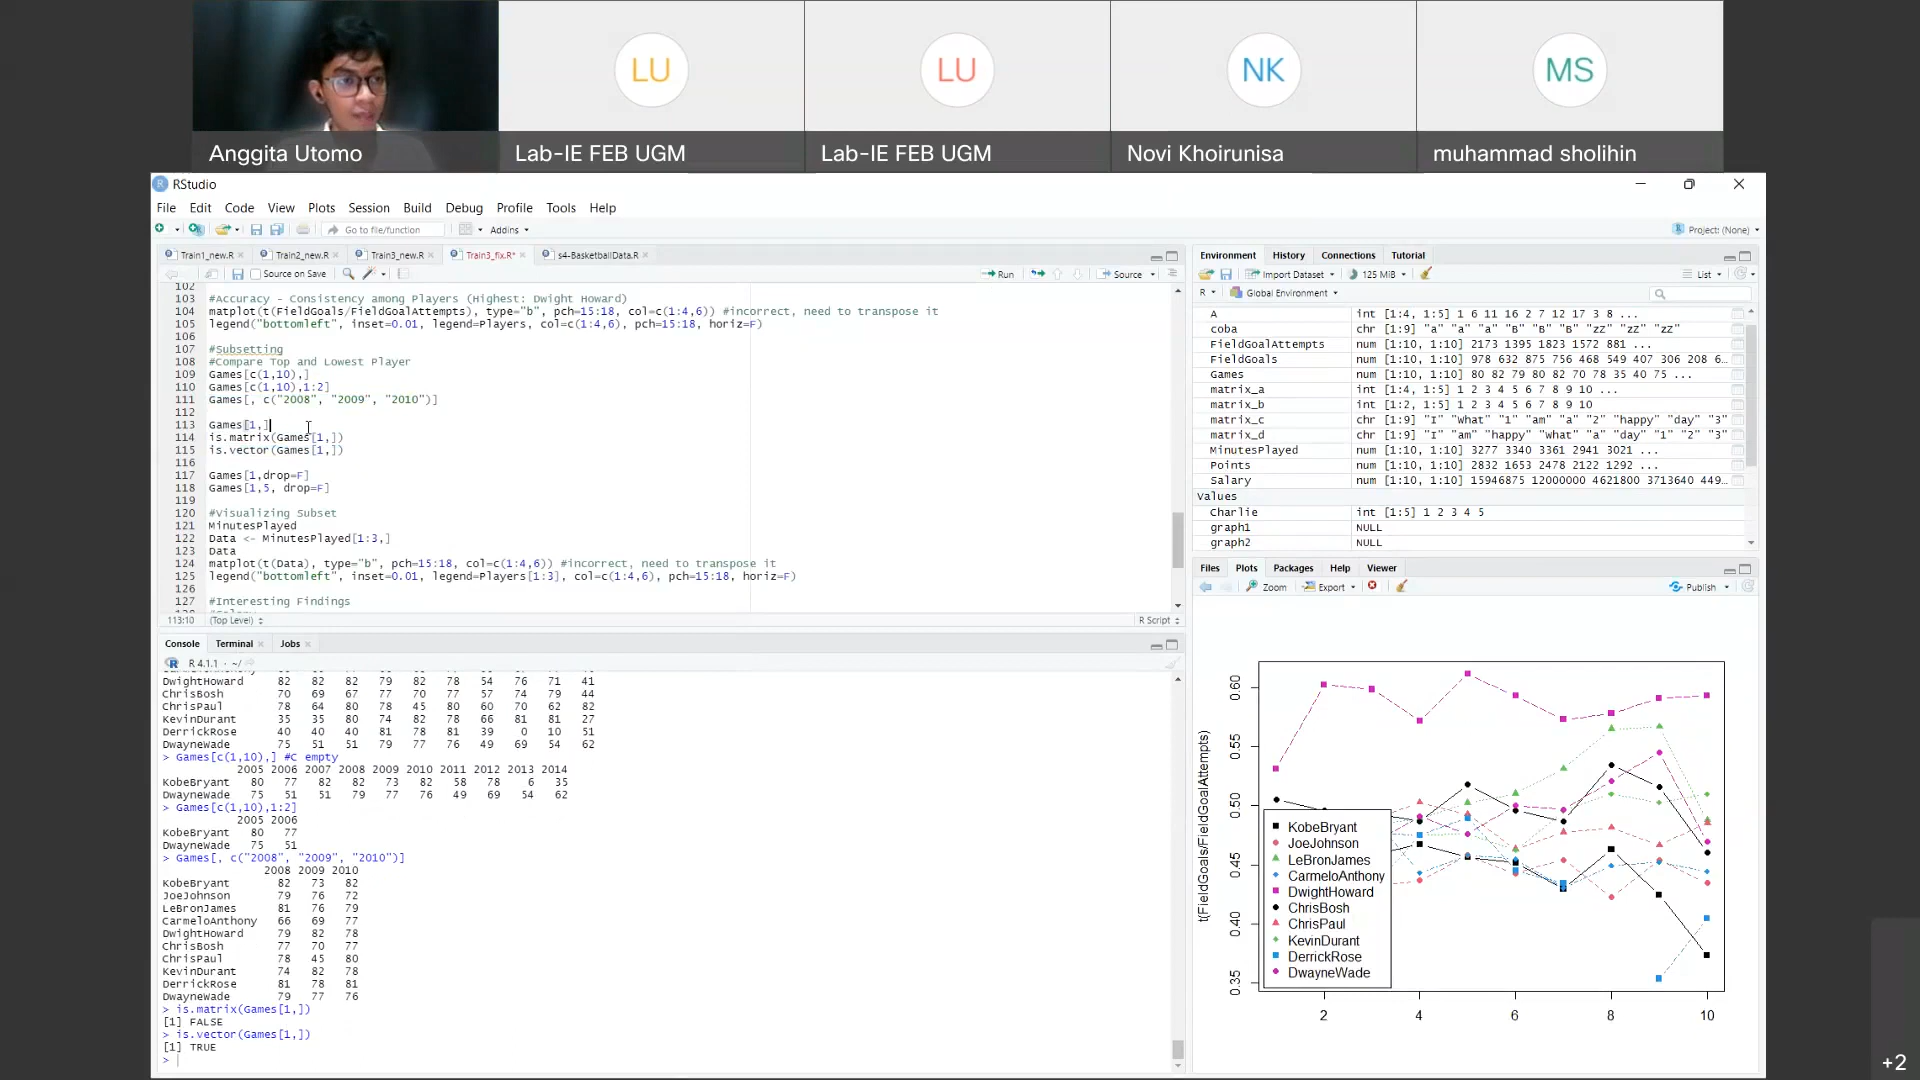 LU
LU
NK
MS
Anggita Utomo
Lab-IE FEB UGM
Lab-IE FEB UGM
Novi Khoirunisa
muhammad sholihin
RStudio
File Edit Code View Plots Session Build Debug Profile Tools Help
Go to file/function
Addins
Project: (None)
Train1_new.R
Train2_new.R
Train3_new.R
Train3_fix.R*
s4-BasketballData.R
Source on Save
Run
Source
102
103 #Accuracy - Consistency among Players (Highest: Dwight Howard)
104 matplot(t(FieldGoals/FieldGoalAttempts), type="b", pch=15:18, col=c(1:4,6)) #incorrect, need to transpose it
105 legend("bottomleft", inset=0.01, legend=Players, col=c(1:4,6), pch=15:18, horiz=F)
106
107 #Subsetting
108 #Compare Top and Lowest Player
109 Games[c(1,10),]
110 Games[c(1,10),1:2]
111 Games[, c("2008", "2009", "2010")]
112
113 Games[1,]
114 is.matrix(Games[1,])
115 is.vector(Games[1,])
116
117 Games[1,drop=F]
118 Games[1,5, drop=F]
119
120 #Visualizing Subset
121 MinutesPlayed
122 Data <- MinutesPlayed[1:3,]
123 Data
124 matplot(t(Data), type="b", pch=15:18, col=c(1:4,6)) #incorrect, need to transpose it
125 legend("bottomleft", inset=0.01, legend=Players[1:3], col=c(1:4,6), pch=15:18, horiz=F)
126
127 #Interesting Findings
113:10 (Top Level)
R Script
Console Terminal Jobs
R 4.1.1 · ~/
DwightHoward 82 82 82 79 82 78 54 76 71 41
ChrisBosh 70 69 67 77 70 77 57 74 79 44
ChrisPaul 78 64 80 78 45 80 60 70 62 82
KevinDurant 35 35 80 74 82 78 66 81 81 27
DerrickRose 40 40 40 81 78 81 39 0 10 51
DwayneWade 75 51 51 79 77 76 49 69 54 62
> Games[c(1,10),] #C empty
2005 2006 2007 2008 2009 2010 2011 2012 2013 2014
KobeBryant 80 77 82 82 73 82 58 78 6 35
DwayneWade 75 51 51 79 77 76 49 69 54 62
> Games[c(1,10),1:2]
2005 2006
KobeBryant 80 77
DwayneWade 75 51
> Games[, c("2008", "2009", "2010")]
2008 2009 2010
KobeBryant 82 73 82
JoeJohnson 79 76 72
LeBronJames 81 76 79
CarmeloAnthony 66 69 77
DwightHoward 79 82 78
ChrisBosh 77 70 77
ChrisPaul 78 45 80
KevinDurant 74 82 78
DerrickRose 81 78 81
DwayneWade 79 77 76
> is.matrix(Games[1,])
[1] FALSE
> is.vector(Games[1,])
[1] TRUE
>
Environment History Connections Tutorial
Import Dataset
125 MiB
List
R
Global Environment
A int [1:4, 1:5] 1 6 11 16 2 7 12 17 3 8 ...
coba chr [1:9] "a" "a" "a" "B" "B" "B" "zZ" "zZ" "zZ"
FieldGoalAttempts num [1:10, 1:10] 2173 1395 1823 1572 881 ...
FieldGoals num [1:10, 1:10] 978 632 875 756 468 549 407 306 208 6…
Games num [1:10, 1:10] 80 82 79 80 82 70 78 35 40 75 ...
matrix_a int [1:4, 1:5] 1 2 3 4 5 6 7 8 9 10 ...
matrix_b int [1:2, 1:5] 1 2 3 4 5 6 7 8 9 10
matrix_c chr [1:9] "I" "what" "1" "am" "a" "2" "happy" "day" "3"
matrix_d chr [1:9] "I" "am" "happy" "what" "a" "day" "1" "2" "3"
MinutesPlayed num [1:10, 1:10] 3277 3340 3361 2941 3021 ...
Points num [1:10, 1:10] 2832 1653 2478 2122 1292 ...
Salary num [1:10, 1:10] 15946875 12000000 4621800 3713640 449…
Values
Charlie int [1:5] 1 2 3 4 5
graph1 NULL
graph2 NULL
Files Plots Packages Help Viewer
Zoom
Export
Publish
t(FieldGoals/FieldGoalAttempts)
0.60
0.55
0.50
0.45
0.40
0.35
KobeBryant
JoeJohnson
LeBronJames
CarmeloAnthony
DwightHoward
ChrisBosh
ChrisPaul
KevinDurant
DerrickRose
DwayneWade
2 4 6 8 10
+2